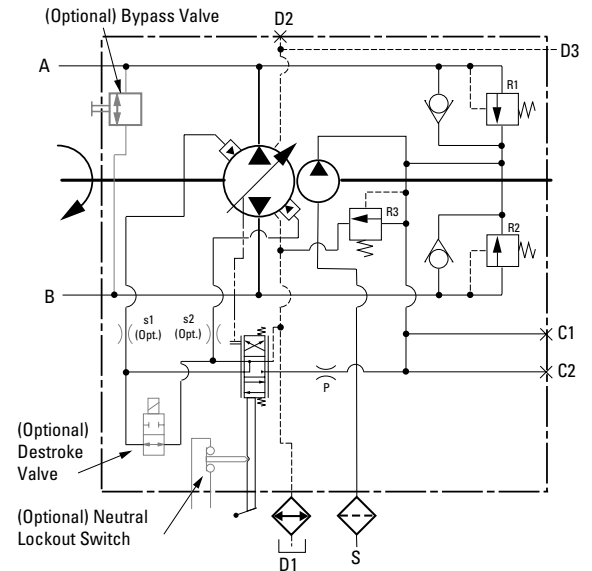 (Optional) Bypass Valve
D2
D3
A
R1
R3
R2
B
s1
(Opt.)
s2
(Opt.)
C1
C2
P
(Optional)
Destroke
Valve
(Optional) Neutral
Lockout Switch
D1
S